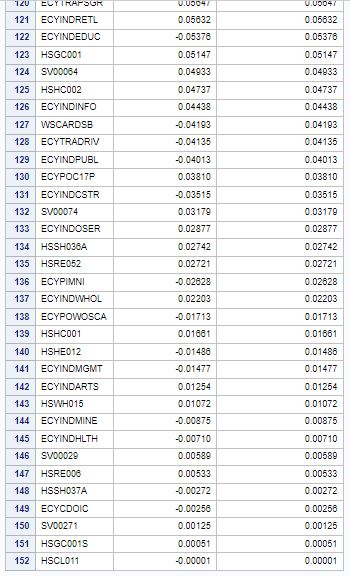 120 ECYTRAPSGR 0.05647 0.05647
121 ECYINDRETL 0.05632 0.05632
122 ECYINDEDUC -0.05376 0.05376
123 HSGC001 0.05147 0.05147
124 SV00064 0.04933 0.04933
125 HSHC002 0.04737 0.04737
126 ECYINDINFO 0.04438 0.04438
127 WSCARDSB -0.04193 0.04193
128 ECYTRADRIV -0.04135 0.04135
129 ECYINDPUBL -0.04013 0.04013
130 ECYPOC17P 0.03810 0.03810
131 ECYINDCSTR -0.03515 0.03515
132 SV00074 0.03179 0.03179
133 ECYINDOSER 0.02877 0.02877
134 HSSH036A 0.02742 0.02742
135 HSRE052 0.02721 0.02721
136 ECYPIMNI -0.02628 0.02628
137 ECYINDWHOL 0.02203 0.02203
138 ECYPOWOSCA -0.01713 0.01713
139 HSHC001 0.01661 0.01661
140 HSHE012 -0.01486 0.01486
141 ECYINDMGMT -0.01477 0.01477
142 ECYINDARTS 0.01254 0.01254
143 HSWH015 0.01072 0.01072
144 ECYINDMINE -0.00875 0.00875
145 ECYINDHLTH -0.00710 0.00710
146 SV00029 0.00589 0.00589
147 HSRE006 0.00533 0.00533
148 HSSH037A -0.00272 0.00272
149 ECYCDOIC -0.00256 0.00256
150 SV00271 0.00125 0.00125
151 HSGC001S 0.00051 0.00051
152 HSCL011 -0.00001 0.00001